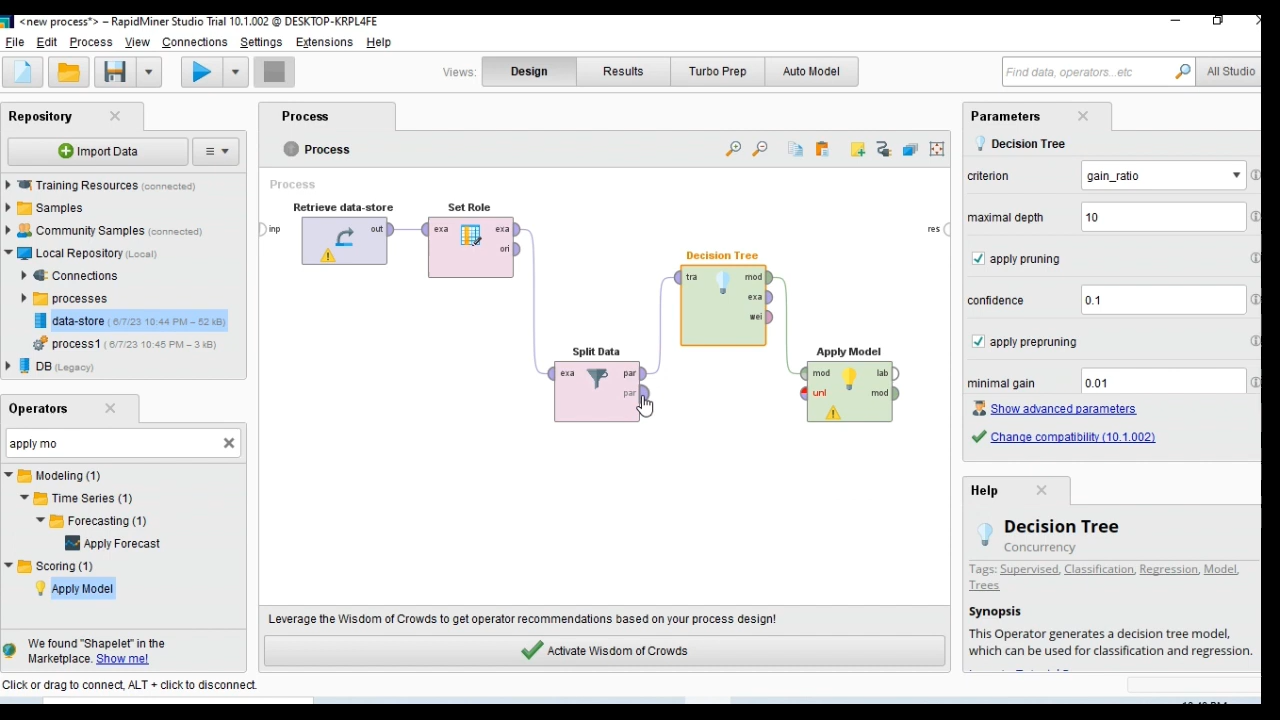 <new process*> – RapidMiner Studio Trial 10.1.002 @ DESKTOP-KRPL4FE
File Edit Process View Connections Settings Extensions Help
Views: Design Results Turbo Prep Auto Model
Find data, operators...etc
All Studio
Repository
Import Data
Training Resources (connected)
Samples
Community Samples (connected)
Local Repository (Local)
Connections
processes
data-store ( 6/7/23 10:44 PM – 52 kB)
process1 ( 6/7/23 10:45 PM – 3 kB)
DB (Legacy)
Operators
apply mo
Modeling (1)
Time Series (1)
Forecasting (1)
Apply Forecast
Scoring (1)
Apply Model
We found "Shapelet" in the
Marketplace. Show me!
Process
Process
Process
inp
Retrieve data-store
out
Set Role
exa exa
ori
res
Decision Tree
tra mod
exa
wei
Split Data
exa par
par
Apply Model
mod lab
unl mod
Leverage the Wisdom of Crowds to get operator recommendations based on your process design!
Activate Wisdom of Crowds
Parameters
Decision Tree
criterion gain_ratio
maximal depth 10
apply pruning
confidence 0.1
apply prepruning
minimal gain 0.01
Show advanced parameters
Change compatibility (10.1.002)
Help
Decision Tree
Concurrency
Tags: Supervised, Classification, Regression, Model,
Trees
Synopsis
This Operator generates a decision tree model,
which can be used for classification and regression.
Click or drag to connect, ALT + click to disconnect.